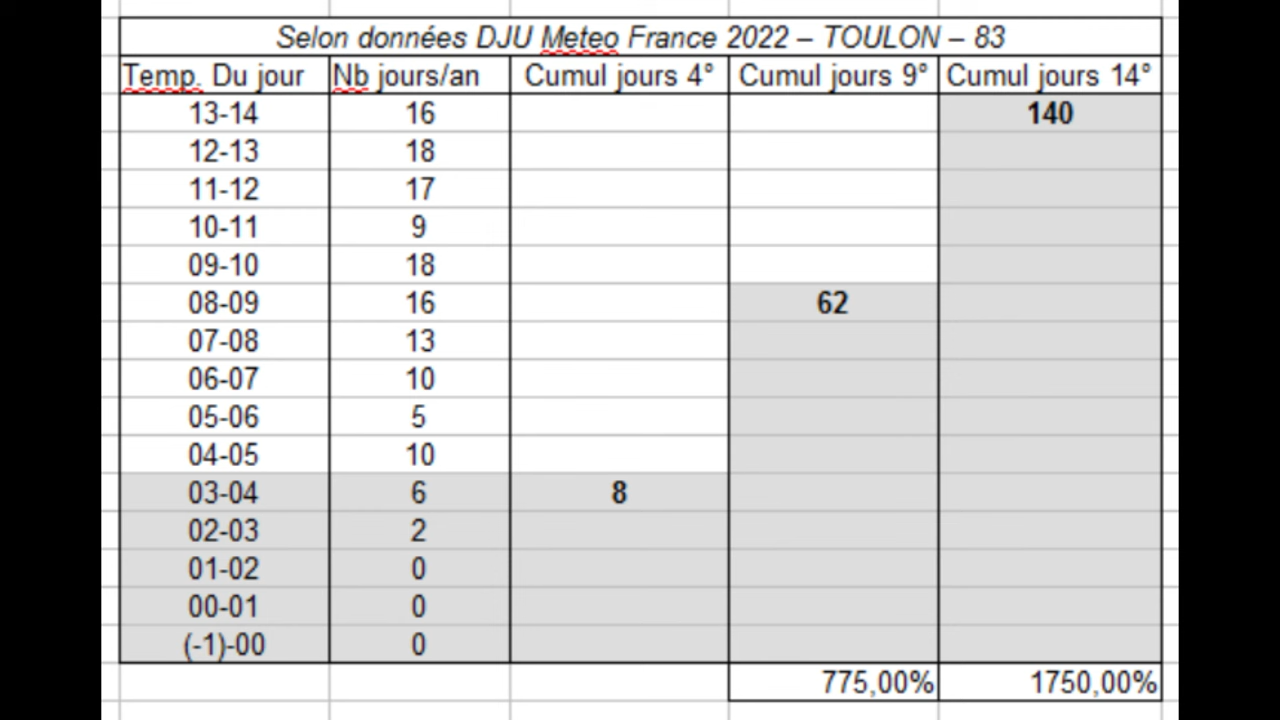 Selon données DJU Meteo France 2022 – TOULON – 83
Temp. Du jour Nb jours/an Cumul jours 4° Cumul jours 9° Cumul jours 14°
13-14 16 140
12-13 18
11-12 17
10-11 9
09-10 18
08-09 16 62
07-08 13
06-07 10
05-06 5
04-05 10
03-04 6 8
02-03 2
01-02 0
00-01 0
(-1)-00 0
775,00% 1750,00%